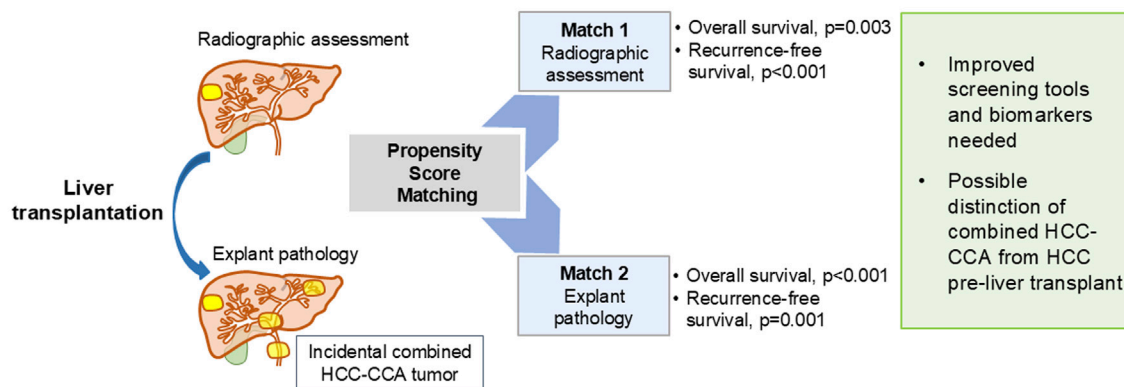 Radiographic assessment
Liver
transplantation
Explant pathology
Incidental combined
HCC-CCA tumor
Propensity
Score
Matching
Match 1
Radiographic
assessment
• Overall survival, p=0.003
• Recurrence-free
survival, p<0.001
Match 2
Explant
pathology
• Overall survival, p<0.001
• Recurrence-free
survival, p=0.001
• Improved
screening tools
and biomarkers
needed
• Possible
distinction of
combined HCC-
CCA from HCC
pre-liver transplant